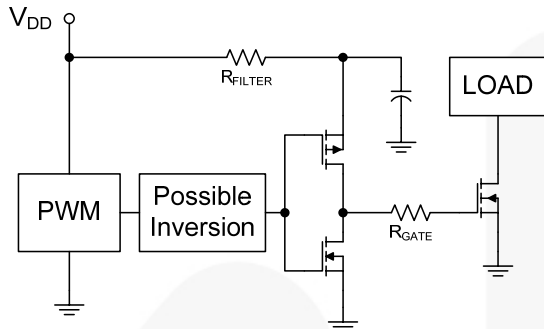 VDD
RFILTER
LOAD
PWM
Possible
Inversion
RGATE